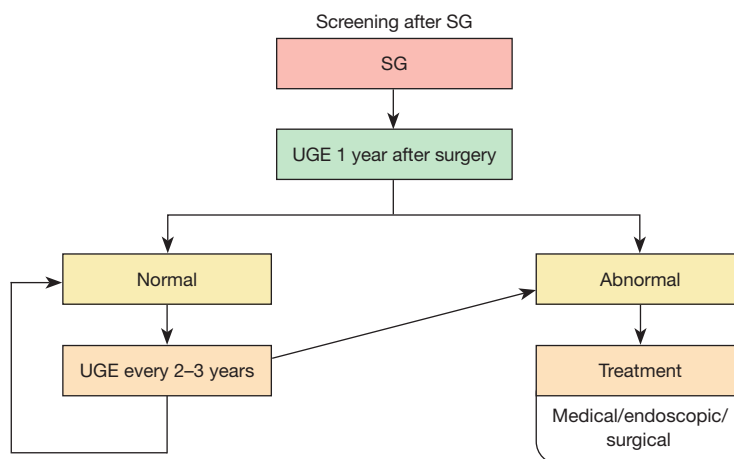 Screening after SG
SG
UGE 1 year after surgery
Normal
Abnormal
UGE every 2–3 years
Treatment
Medical/endoscopic/
surgical